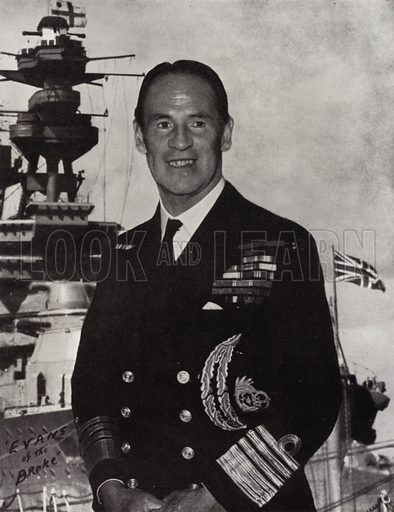 LOOK AND LEARN
"EVANS
of the
BROKE"